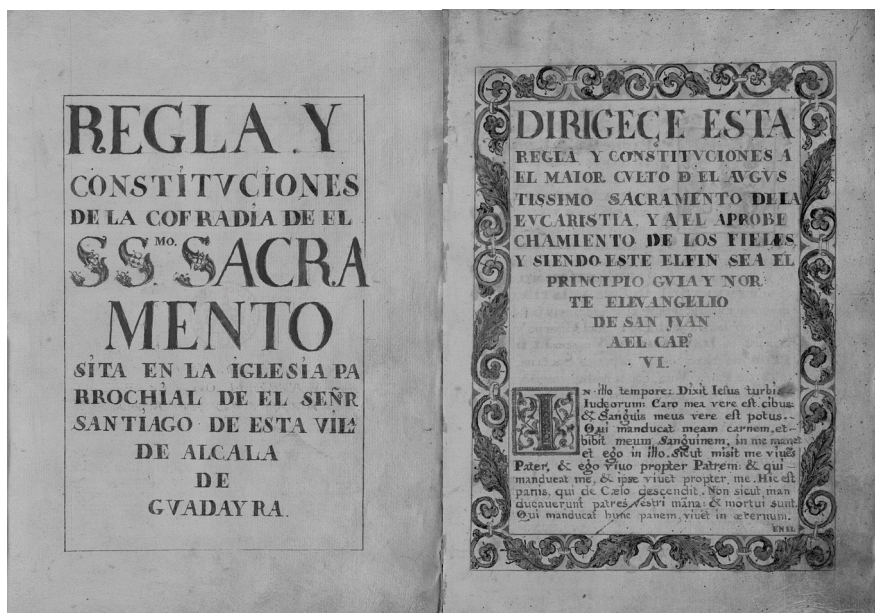 REGLA. Y
CONSTITVCIONES
DE LA COFRADIA DE EL
SS.MO. SACRA
MENTO
SITA EN LA IGLESIA PA
RROCHIAL DE EL SEÑR
SANTIAGO DE ESTA VILA
DE ALCALA
DE
GVADAYRA.
DIRIGEÇE ESTA
REGLA Y CONSTITVCIONES A
EL MAIOR CVLTO D EL AVGVS
TISSIMO SACRAMENTO DE LA
EVCARISTIA, Y A EL APROBE
CHAMIENTO DE LOS FIELES,
Y SIENDO ESTE EL FIN SEA EL
PRINCIPIO GVIA Y NOR
TE EL EVANGELIO
DE SAN JVAN
A EL CAP.º
VI.
IN illo tempore: Dixit Iesus turbis
Iudeorum: Caro mea vere est cibus:
& Sanguis meus vere est potus.
Qui manducat meam carnem, et
bibit meum Sanguinem, in me manet
et ego in illo. Sicut misit me viuẽs
Pater, & ego viuo propter Patrem: & qui
manducat me, & ipse viuet propter me. Hic est
panis, qui de Cælo descendit. Non sicut man
ducauerunt patres vestri mãna: & mortui sunt.
Qui manducat hunc panem, viuet in æternum.